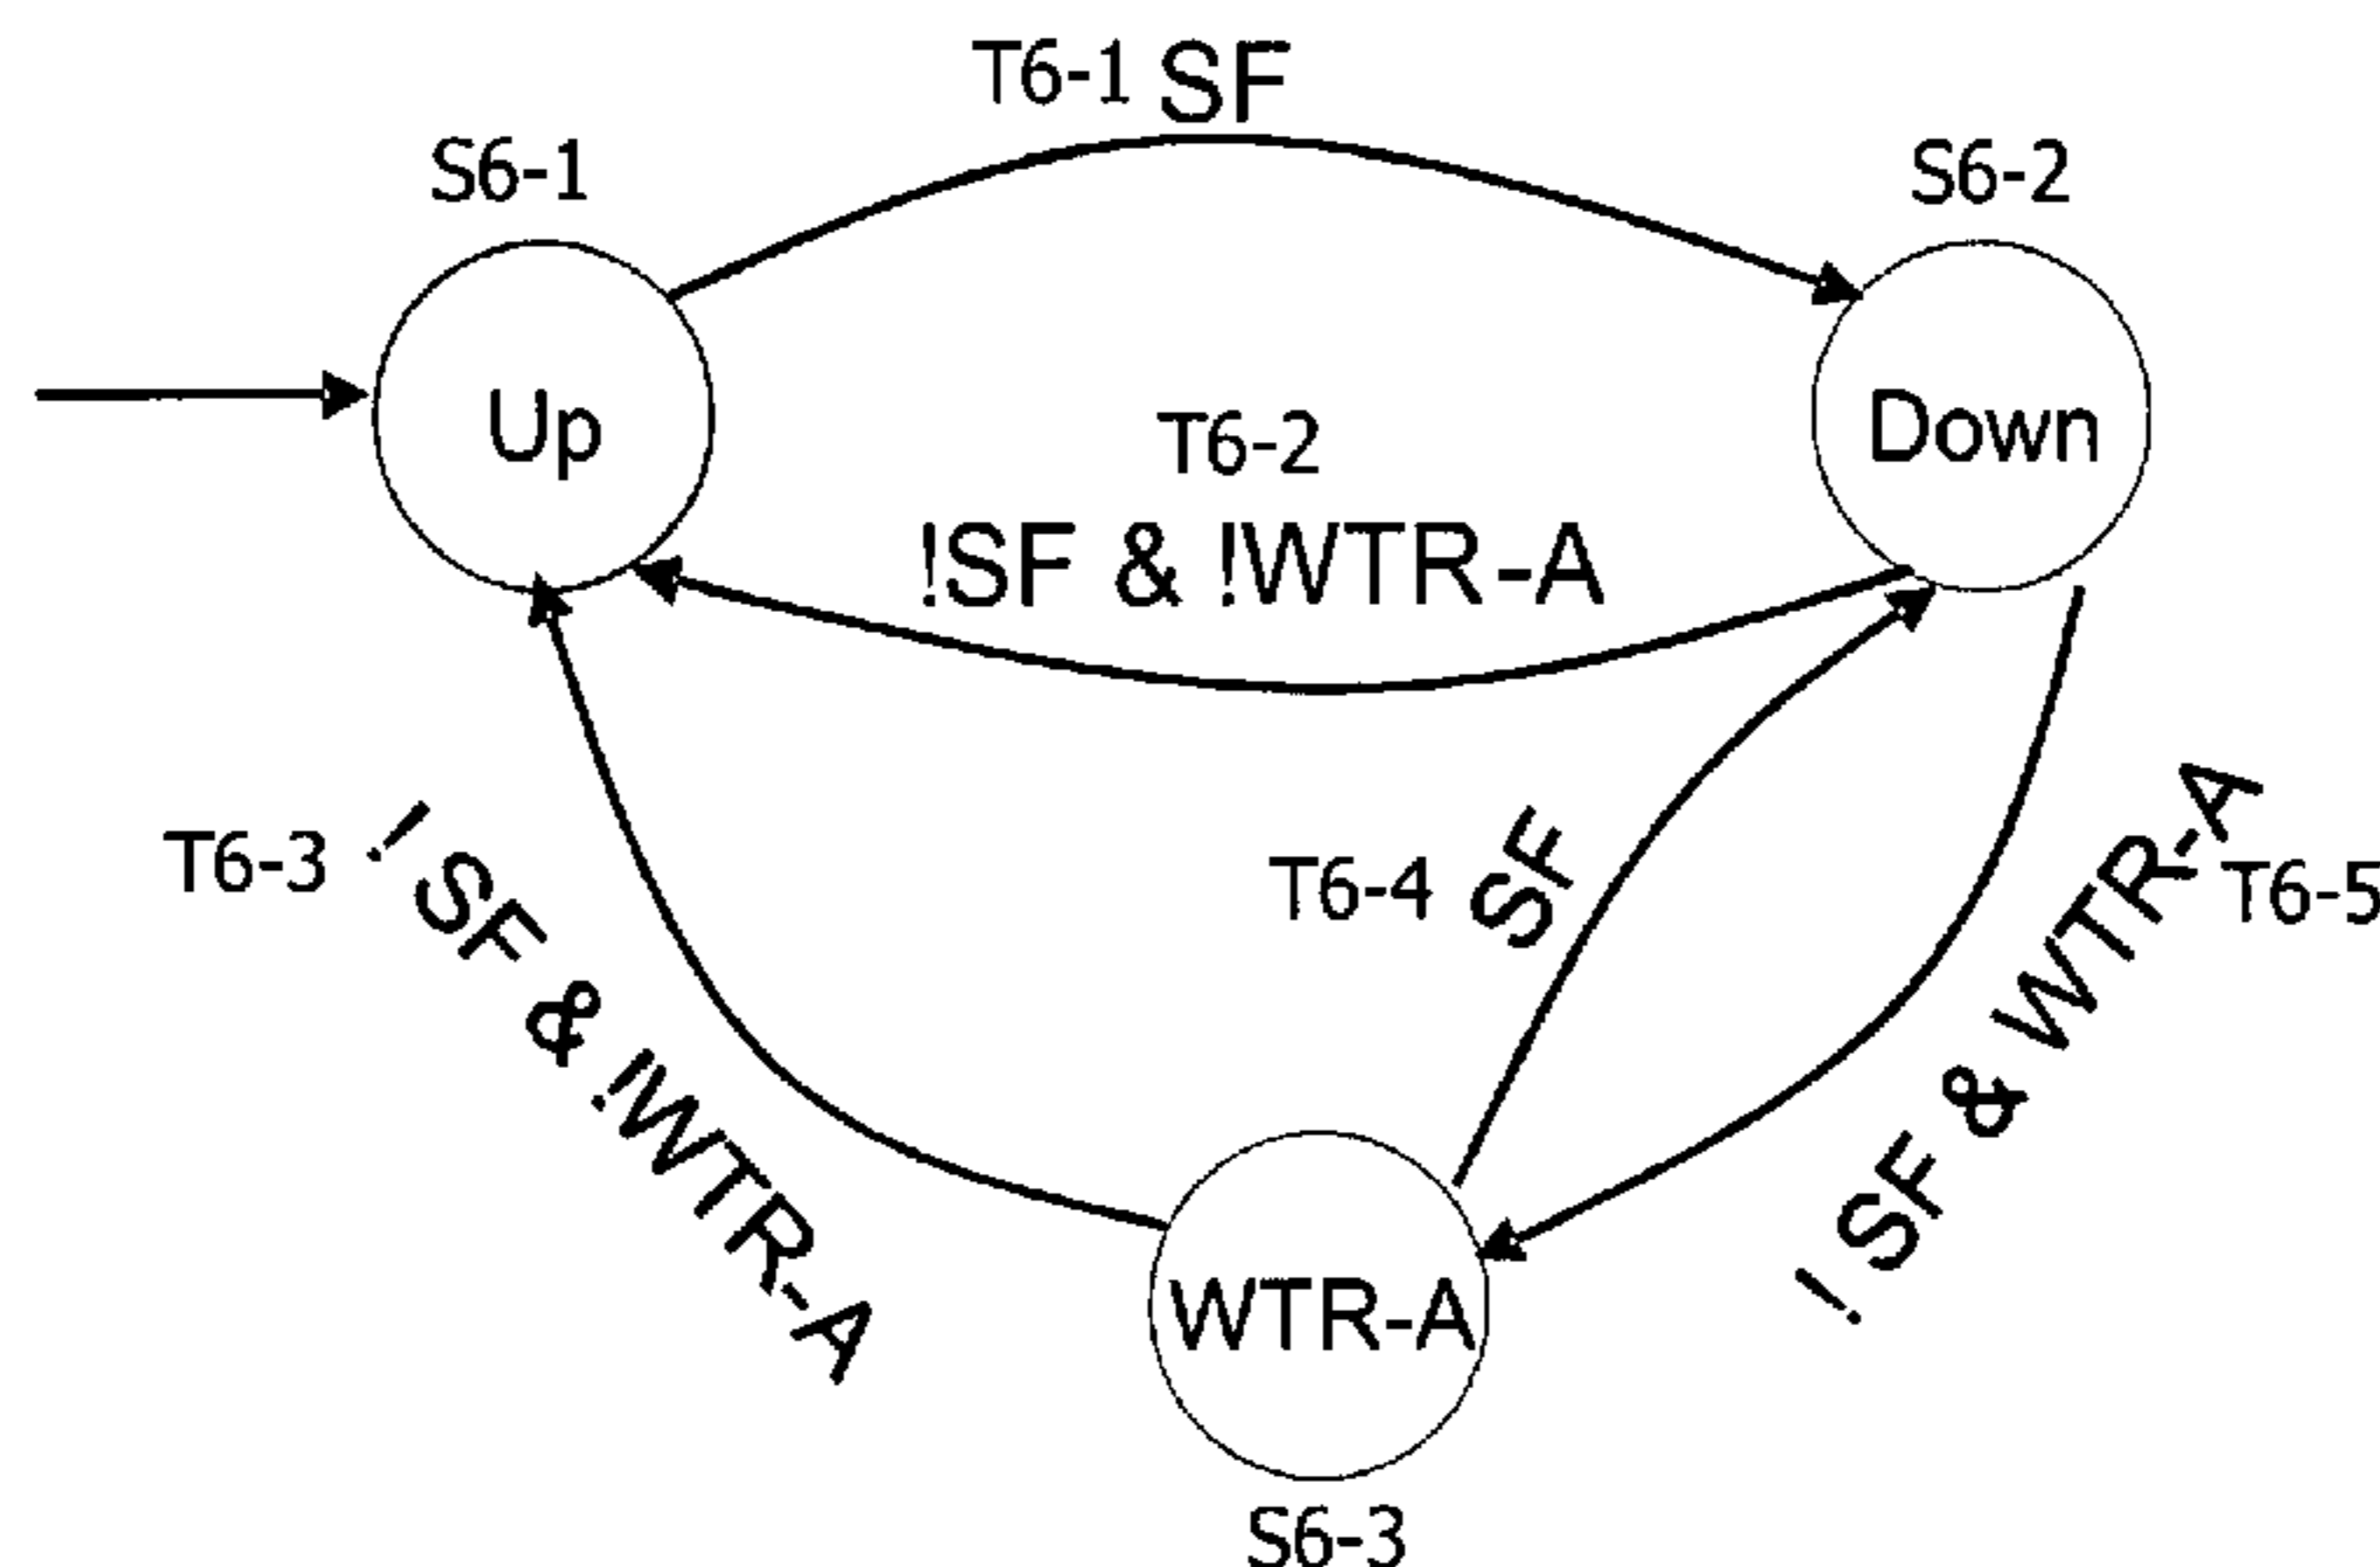 T6-1 SF
S6-1
S6-2
Up
Down
T6-2
!SF & !WTR-A
T6-3 ! SF & !WTR-A
T6-4 SF
! SF & WTR-A T6-5
WTR-A
S6-3